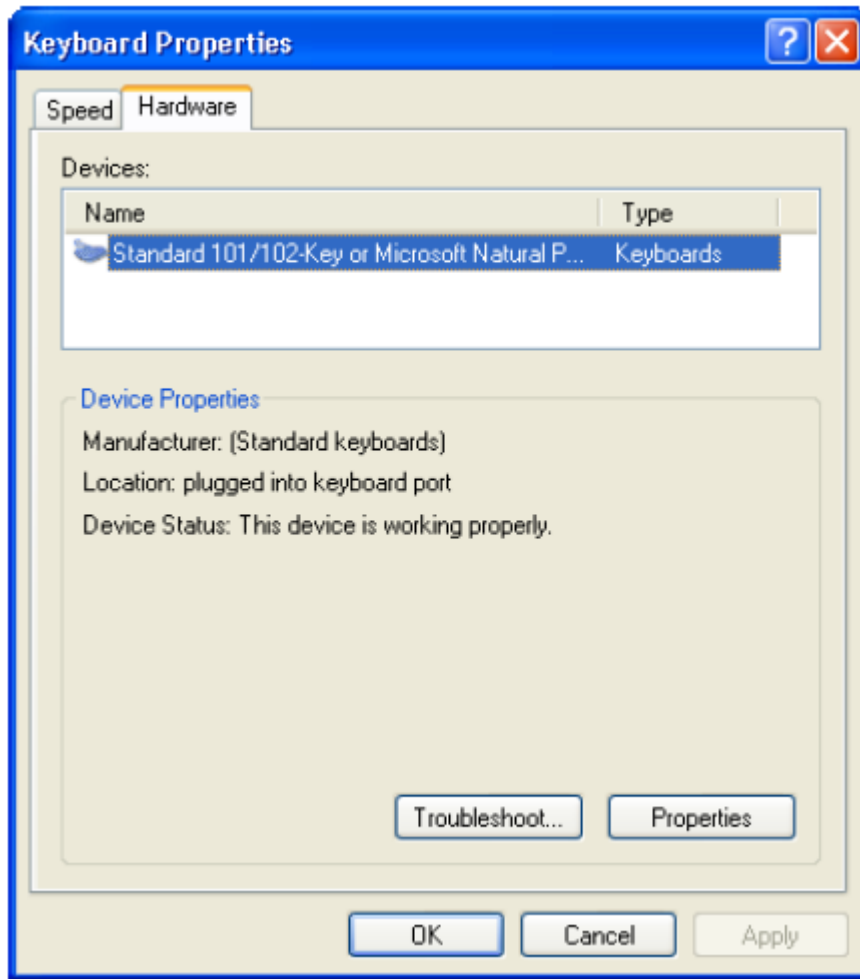 Keyboard Properties
?
Speed Hardware
Devices:
Name Type
Standard 101/102-Key or Microsoft Natural P... Keyboards
Device Properties
Manufacturer: (Standard keyboards)
Location: plugged into keyboard port
Device Status: This device is working properly.
Troubleshoot... Properties
OK Cancel Apply